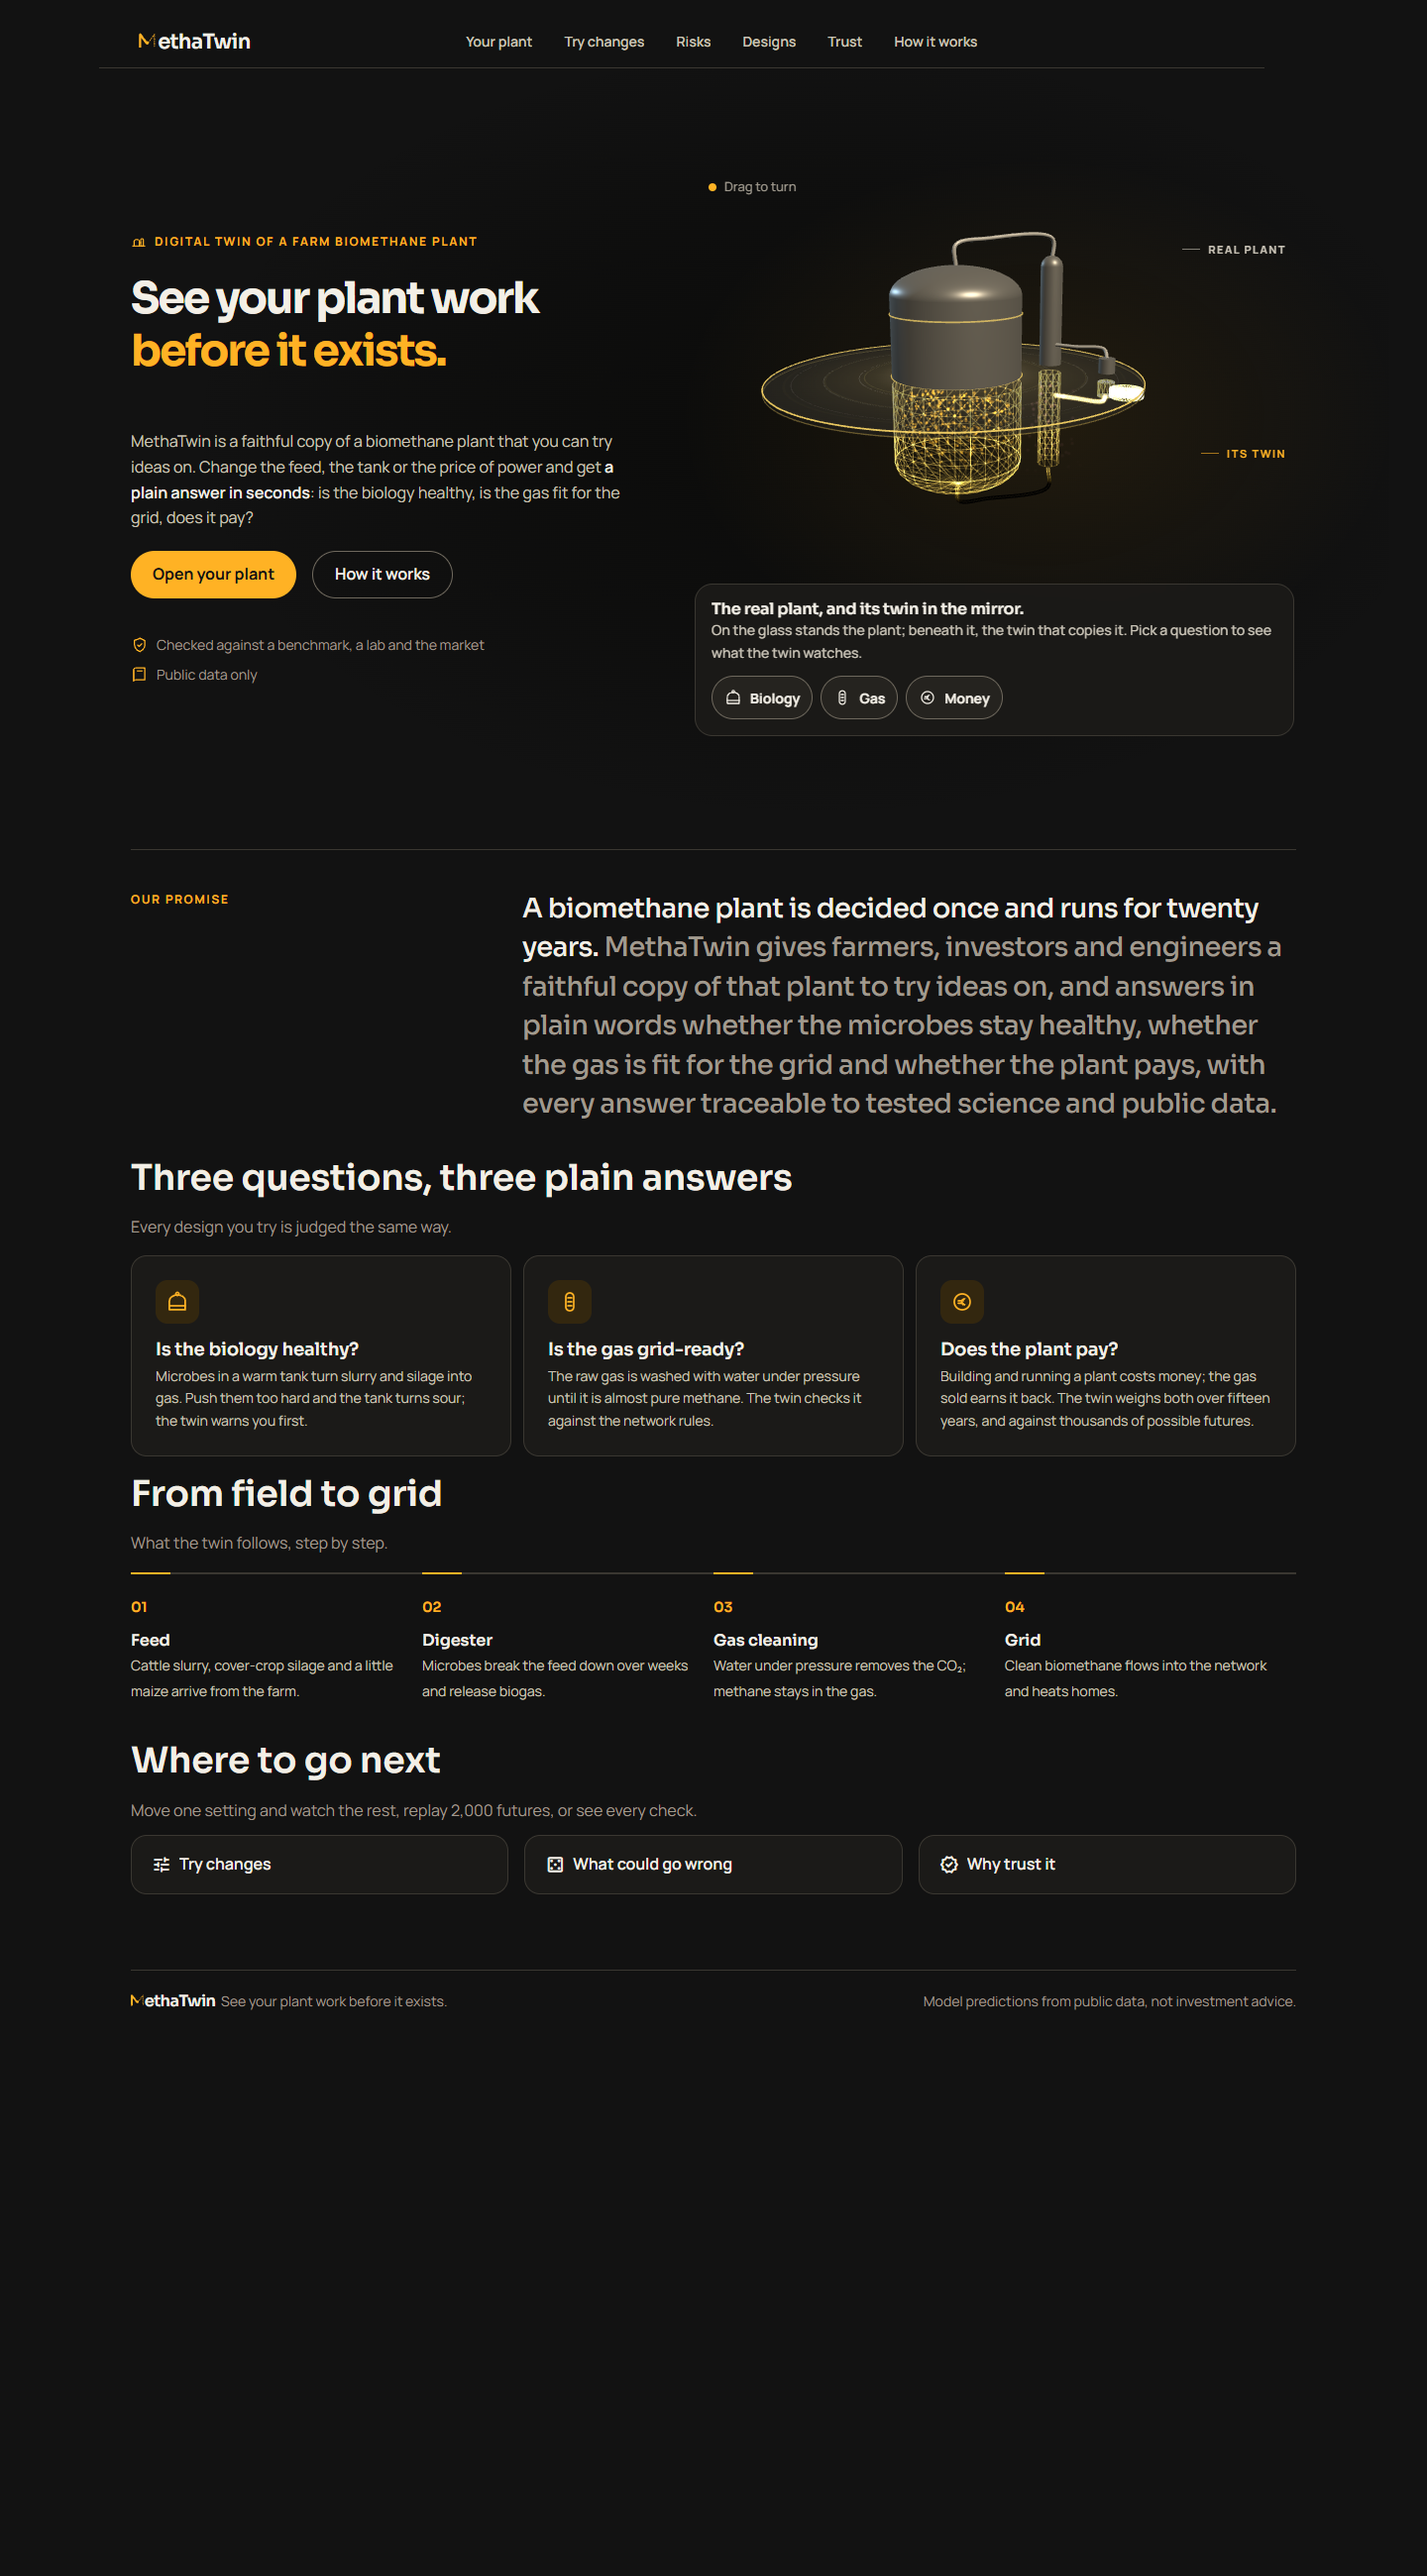 MethaTwin
Your plant
Try changes
Risks
Designs
Trust
How it works
Drag to turn
DIGITAL TWIN OF A FARM BIOMETHANE PLANT
REAL PLANT
See your plant work
before it exists.
ITS TWIN
MethaTwin is a faithful copy of a biomethane plant that you can try
ideas on. Change the feed, the tank or the price of power and get a
plain answer in seconds: is the biology healthy, is the gas fit for the
grid, does it pay?
Open your plant
How it works
Checked against a benchmark, a lab and the market
Public data only
The real plant, and its twin in the mirror.
On the glass stands the plant; beneath it, the twin that copies it. Pick a question to see
what the twin watches.
Biology
Gas
Money
OUR PROMISE
A biomethane plant is decided once and runs for twenty
years. MethaTwin gives farmers, investors and engineers a
faithful copy of that plant to try ideas on, and answers in
plain words whether the microbes stay healthy, whether
the gas is fit for the grid and whether the plant pays, with
every answer traceable to tested science and public data.
Three questions, three plain answers
Every design you try is judged the same way.
Is the biology healthy?
Microbes in a warm tank turn slurry and silage into
gas. Push them too hard and the tank turns sour;
the twin warns you first.
Is the gas grid-ready?
The raw gas is washed with water under pressure
until it is almost pure methane. The twin checks it
against the network rules.
Does the plant pay?
Building and running a plant costs money; the gas
sold earns it back. The twin weighs both over fifteen
years, and against thousands of possible futures.
From field to grid
What the twin follows, step by step.
01
Feed
Cattle slurry, cover-crop silage and a little
maize arrive from the farm.
02
Digester
Microbes break the feed down over weeks
and release biogas.
03
Gas cleaning
Water under pressure removes the CO₂;
methane stays in the gas.
04
Grid
Clean biomethane flows into the network
and heats homes.
Where to go next
Move one setting and watch the rest, replay 2,000 futures, or see every check.
Try changes
What could go wrong
Why trust it
MethaTwin See your plant work before it exists.
Model predictions from public data, not investment advice.